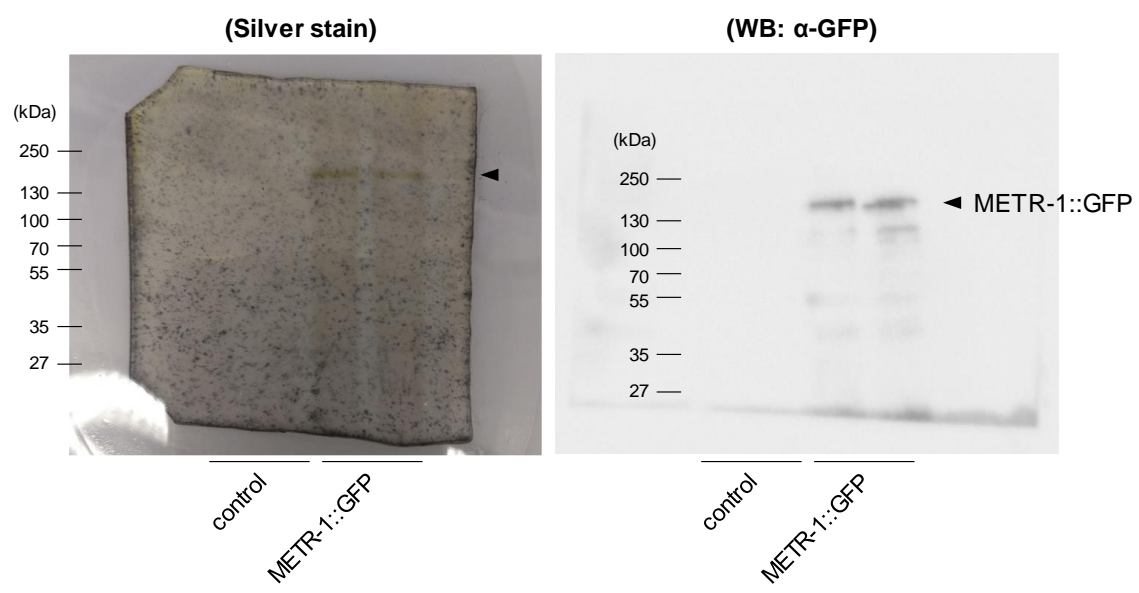 (Silver stain)
(kDa)
250
130
100
70
55
35
27
control
METR-1::GFP
(WB: α-GFP)
(kDa)
250
130
100
70
55
35
27
METR-1::GFP
control
METR-1::GFP